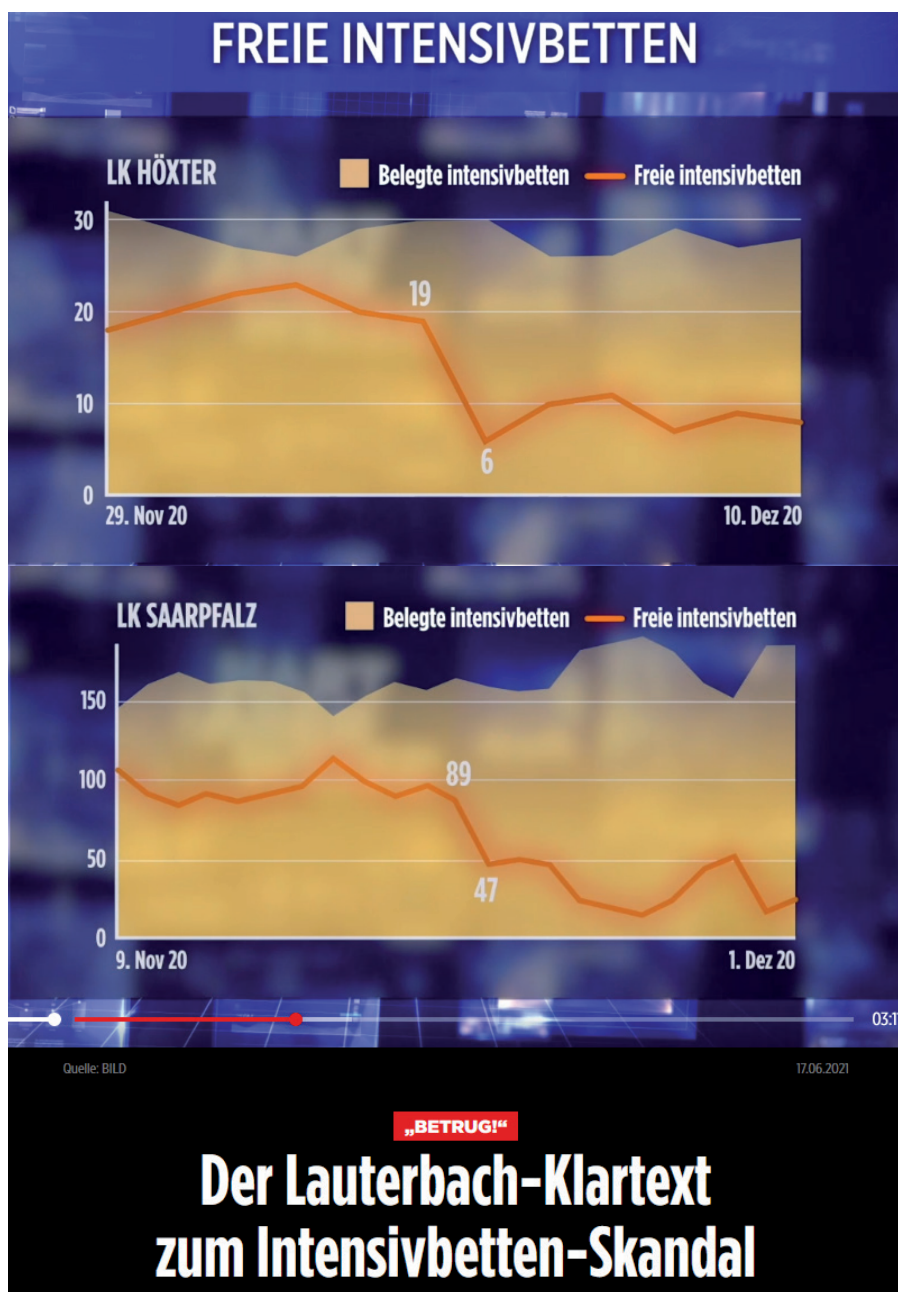 FREIE INTENSIVBETTEN
LK HÖXTER
Belegte intensivbetten
Freie intensivbetten
30
20
10
0
19
6
29. Nov 20
10. Dez 20
LK SAARPFALZ
Belegte intensivbetten
Freie intensivbetten
150
100
50
0
89
47
9. Nov 20
1. Dez 20
Quelle: BILD
17.06.2021
„BETRUG!“
Der Lauterbach-Klartext
zum Intensivbetten-Skandal